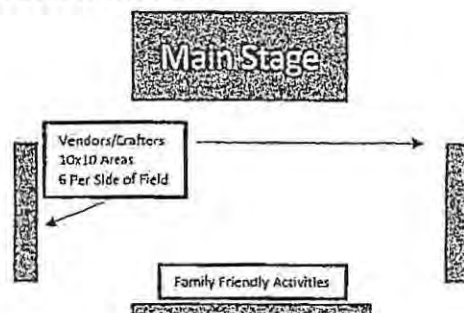 Main Stage
Vendors/Crafters
10x10 Areas
6 Per Side of Field
Family Friendly Activities